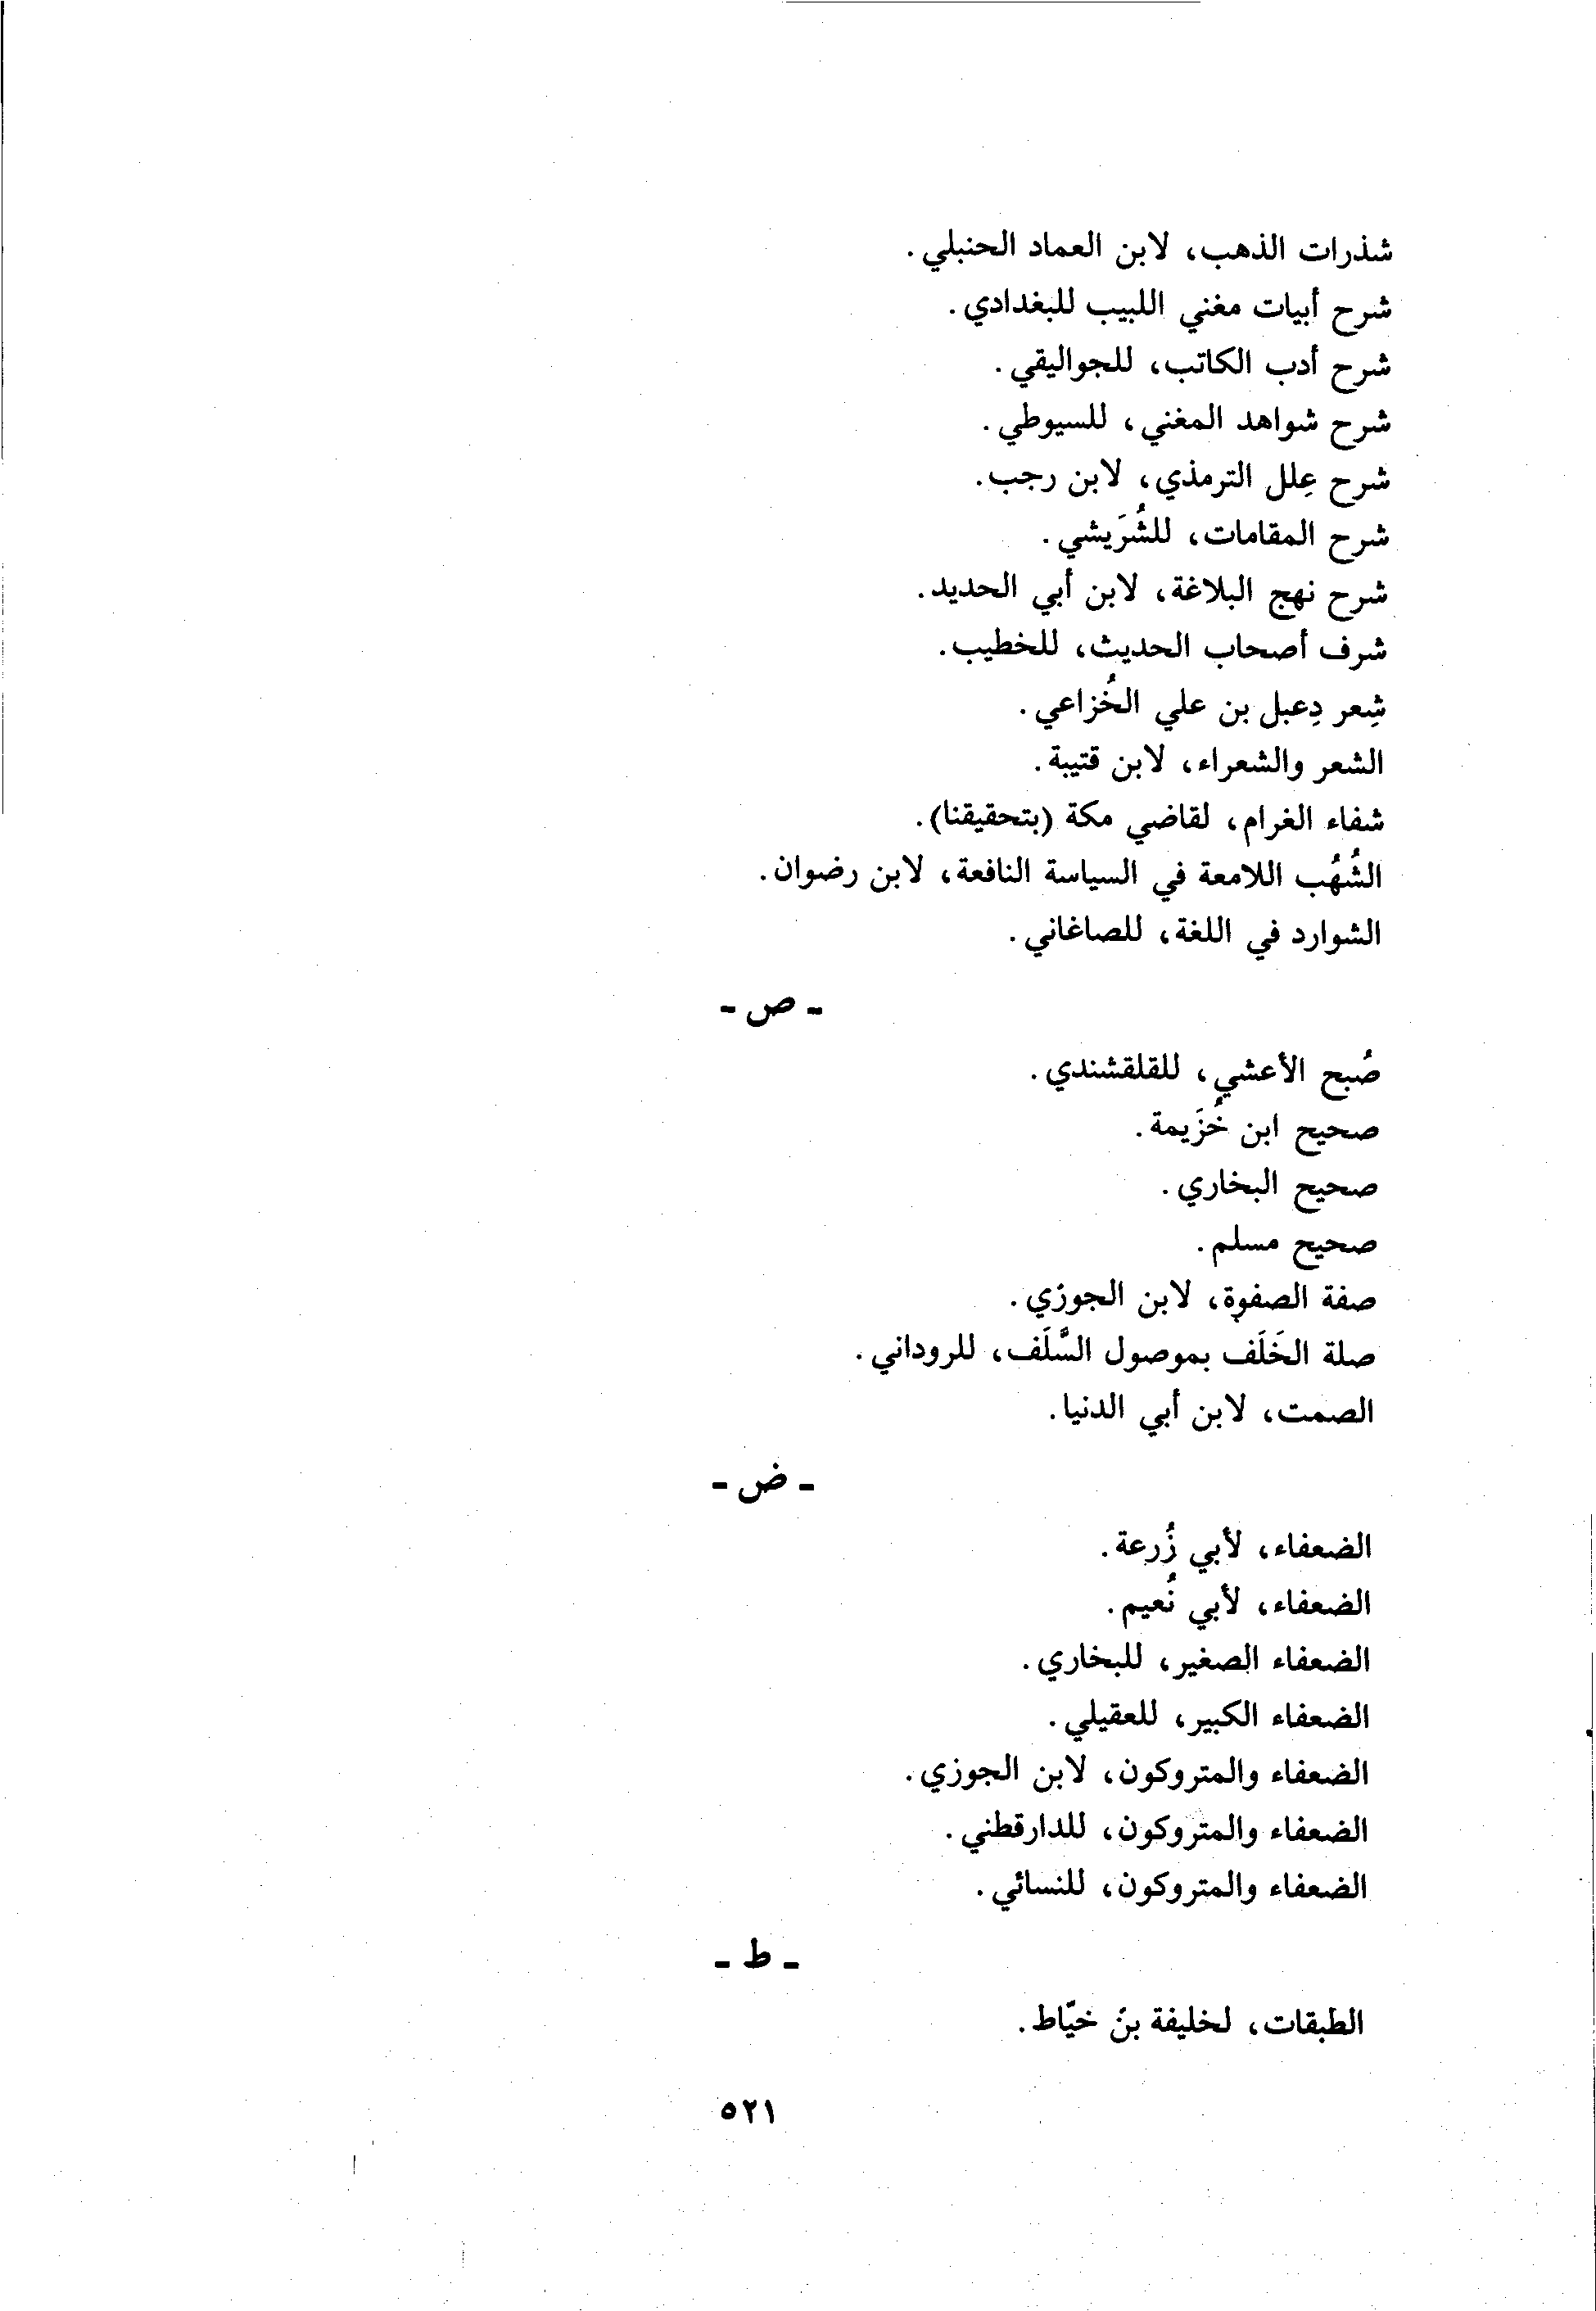 شذرات الذهب، لابن العماد الحنبلي.
شرح أبيات مغني اللبيب للبغدادي.
شرح أدب الكاتب، للجواليقي.
شرح شواهد المغني، للسيوطي.
شرح عِلل الترمذي، لابن رجب.
شرح المقامات، للشُرَيشي.
شرح نهج البلاغة، لابن أبي الحديد.
شرف أصحاب الحديث، للخطيب.
شِعر دِعبل بن علي الخُزاعي.
الشعر والشعراء، لابن قتيبة.
شفاء الغرام، لقاضي مكة (بتحقيقنا).
الشُهُب اللامعة في السياسة النافعة، لابن رضوان.
الشوارد في اللغة، للصاغاني.
- ص -
صُبح الأعشي، للقلقشندي.
صحيح ابن خُزَيمة.
صحيح البخاري.
صحيح مسلم.
صفة الصفوة، لابن الجوزي.
صلة الخَلَف بموصول السَّلَف، للروداني.
الصمت، لابن أبي الدنيا.
- ض -
الضعفاء، لأبي زُرعة.
الضعفاء، لأبي نُعيم.
الضعفاء الصغير، للبخاري.
الضعفاء الكبير، للعقيلي.
الضعفاء والمتروكون، لابن الجوزي.
الضعفاء والمتروكون، للدارقطني.
الضعفاء والمتروكون، للنسائي.
- ط -
الطبقات، لخليفة بن خيّاط.
٥٢١